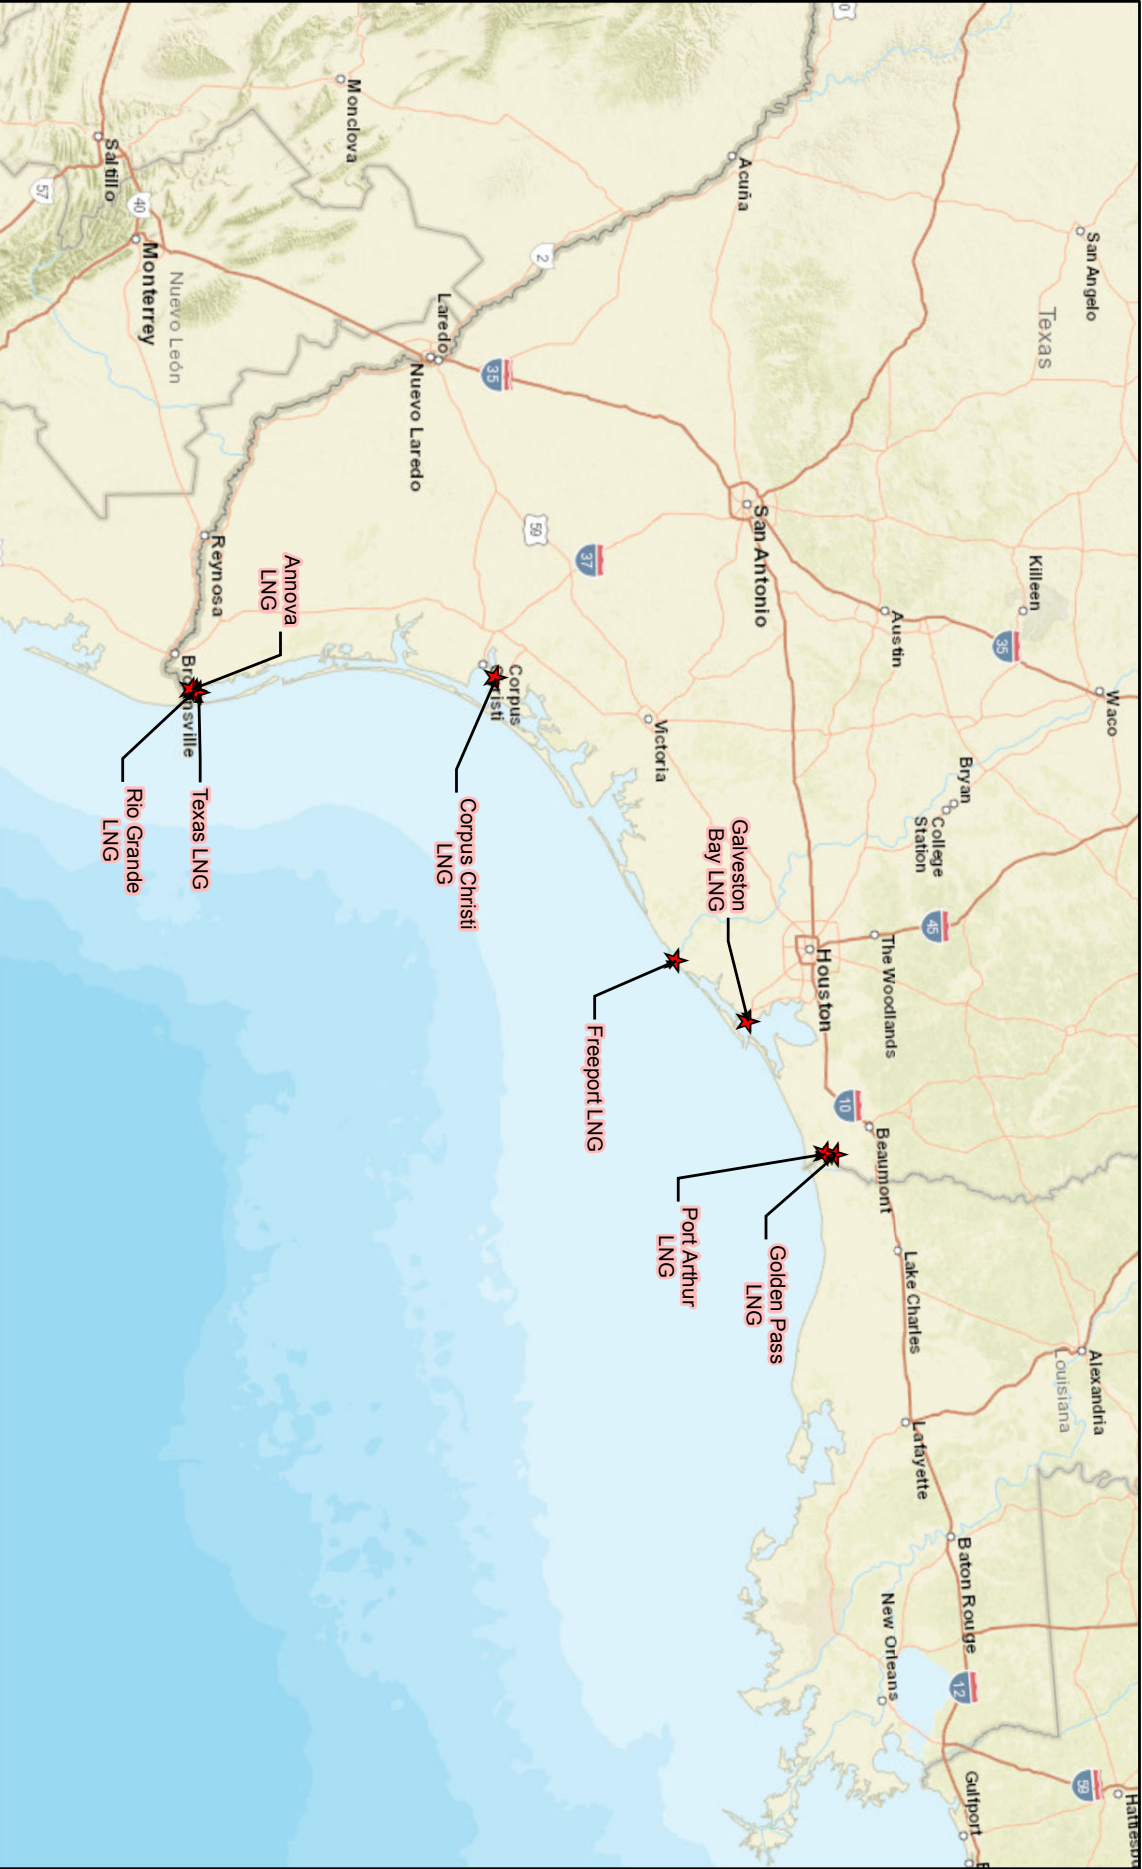 Waco
Alexandria
San Angelo
Texas
Louisiana
59
Killeen
35
Bryan
College
Station
45
12
Gulfport
Baton Rouge
Lafayette
Lake Charles
Austin
The Woodlands
Beaumont
New Orleans
10
Houston
San Antonio
Acuña
2
Galveston
Bay LNG
Golden Pass
LNG
Port Arthur
LNG
Victoria
37
59
Freeport LNG
Corpus
Christi
35
Laredo
Nuevo Laredo
Corpus Christi
LNG
Monclova
Annova
LNG
Reynosa
Brownsville
Texas LNG
Nuevo León
Monterrey
40
Saltillo
57
Rio Grande
LNG